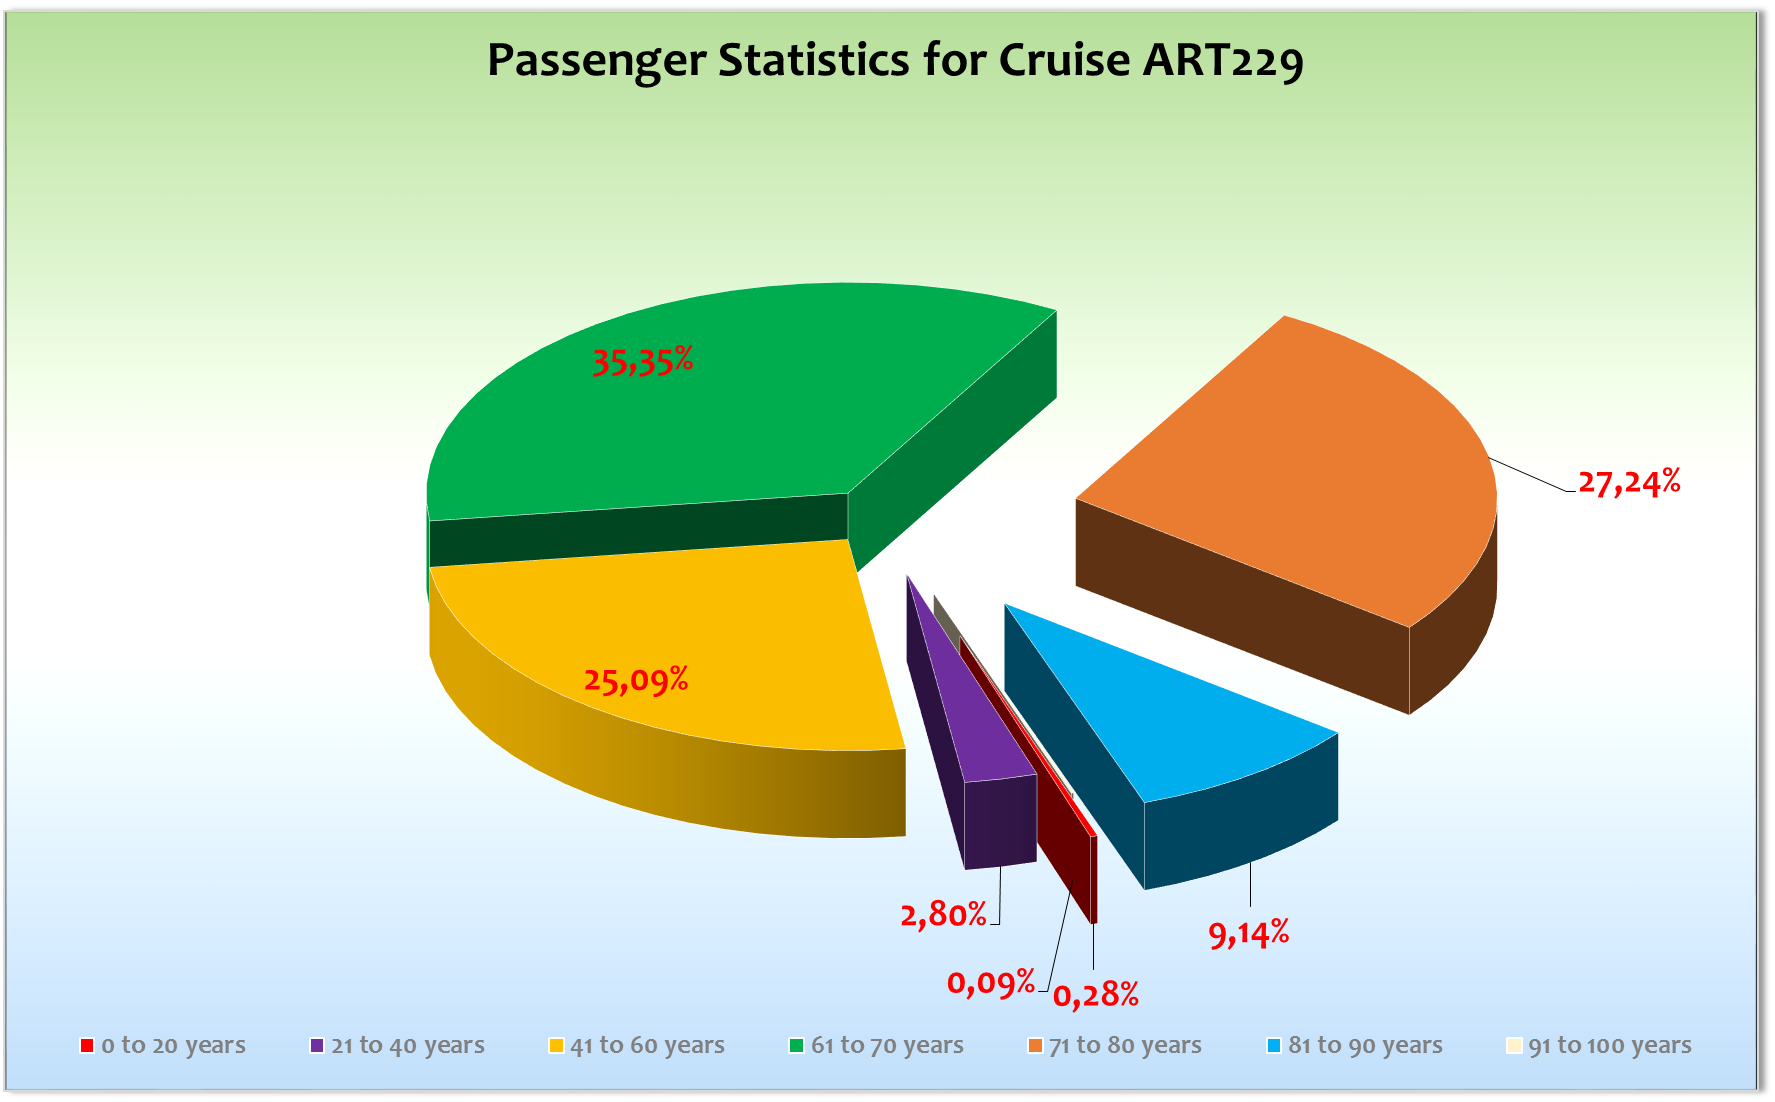 Passenger Statistics for Cruise ART229
35,35%
27,24%
25,09%
2,80%
9,14%
0,09%
0,28%
0 to 20 years
21 to 40 years
41 to 60 years
61 to 70 years
71 to 80 years
81 to 90 years
91 to 100 years